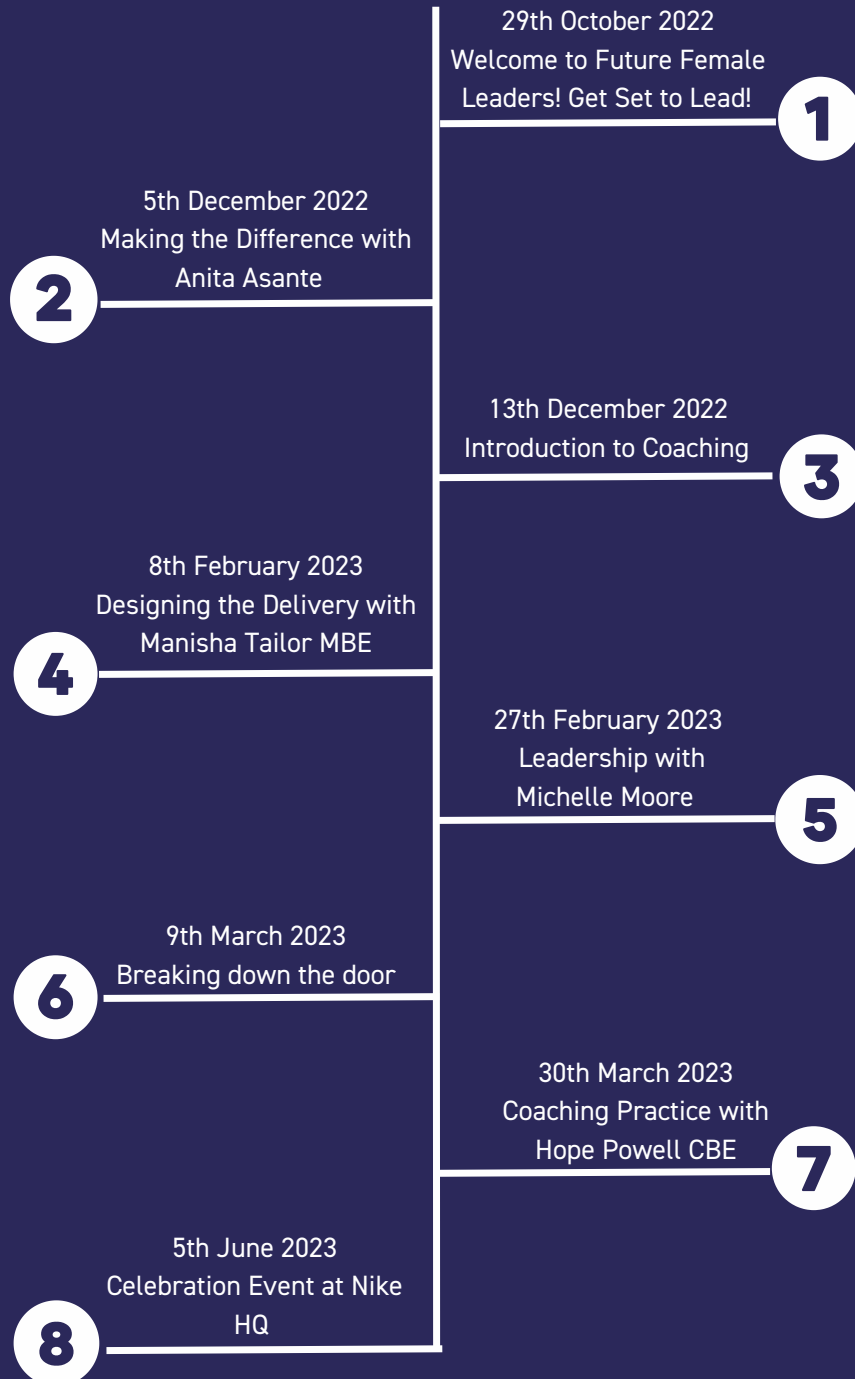 29th October 2022
Welcome to Future Female
Leaders! Get Set to Lead!
1
5th December 2022
Making the Difference with
Anita Asante
2
13th December 2022
Introduction to Coaching
3
8th February 2023
Designing the Delivery with
Manisha Tailor MBE
4
27th February 2023
Leadership with
Michelle Moore
5
9th March 2023
Breaking down the door
6
30th March 2023
Coaching Practice with
Hope Powell CBE
7
5th June 2023
Celebration Event at Nike
HQ
8